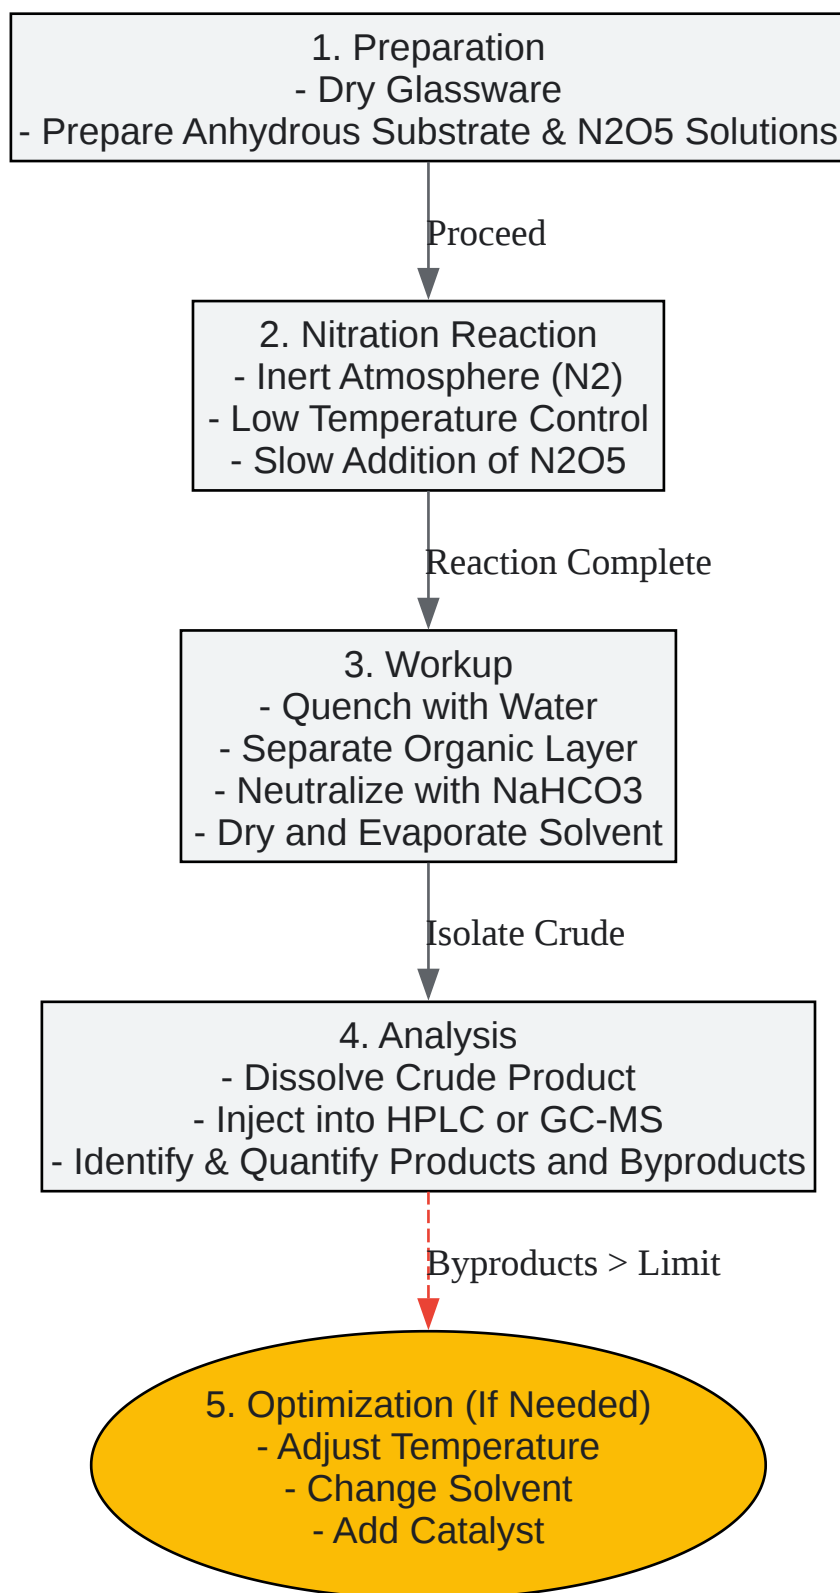 1. Preparation
- Dry Glassware
- Prepare Anhydrous Substrate & N2O5 Solutions
Proceed
2. Nitration Reaction
- Inert Atmosphere (N2)
- Low Temperature Control
- Slow Addition of N2O5
Reaction Complete
3. Workup
- Quench with Water
- Separate Organic Layer
- Neutralize with NaHCO3
- Dry and Evaporate Solvent
Isolate Crude
4. Analysis
- Dissolve Crude Product
- Inject into HPLC or GC-MS
- Identify & Quantify Products and Byproducts
Byproducts > Limit
5. Optimization (If Needed)
- Adjust Temperature
- Change Solvent
- Add Catalyst